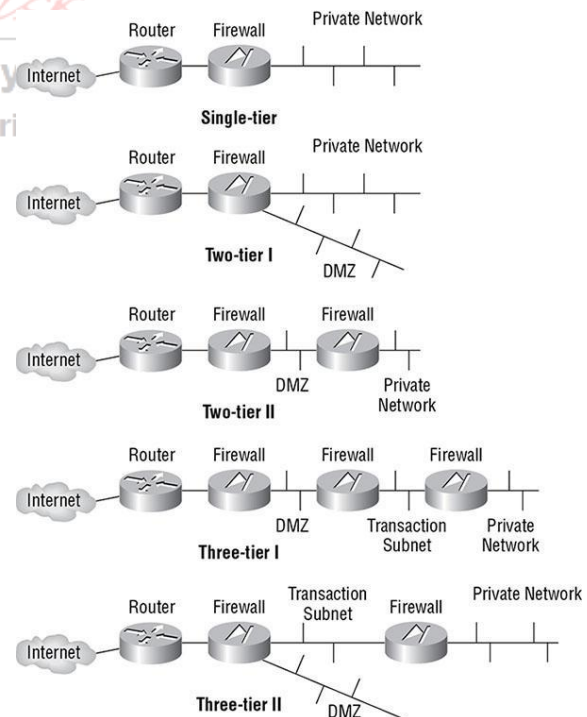 Private Network
Router Firewall
Internet
Single-tier
Private Network
Router Firewall
Internet
Two-tier I
DMZ
Router Firewall Firewall
Internet
DMZ Private
Network
Two-tier II
Router Firewall Firewall Firewall
Internet
DMZ Transaction Private
Subnet Network
Three-tier I
Transaction Private Network
Subnet
Router Firewall Firewall
Internet
Three-tier II
DMZ